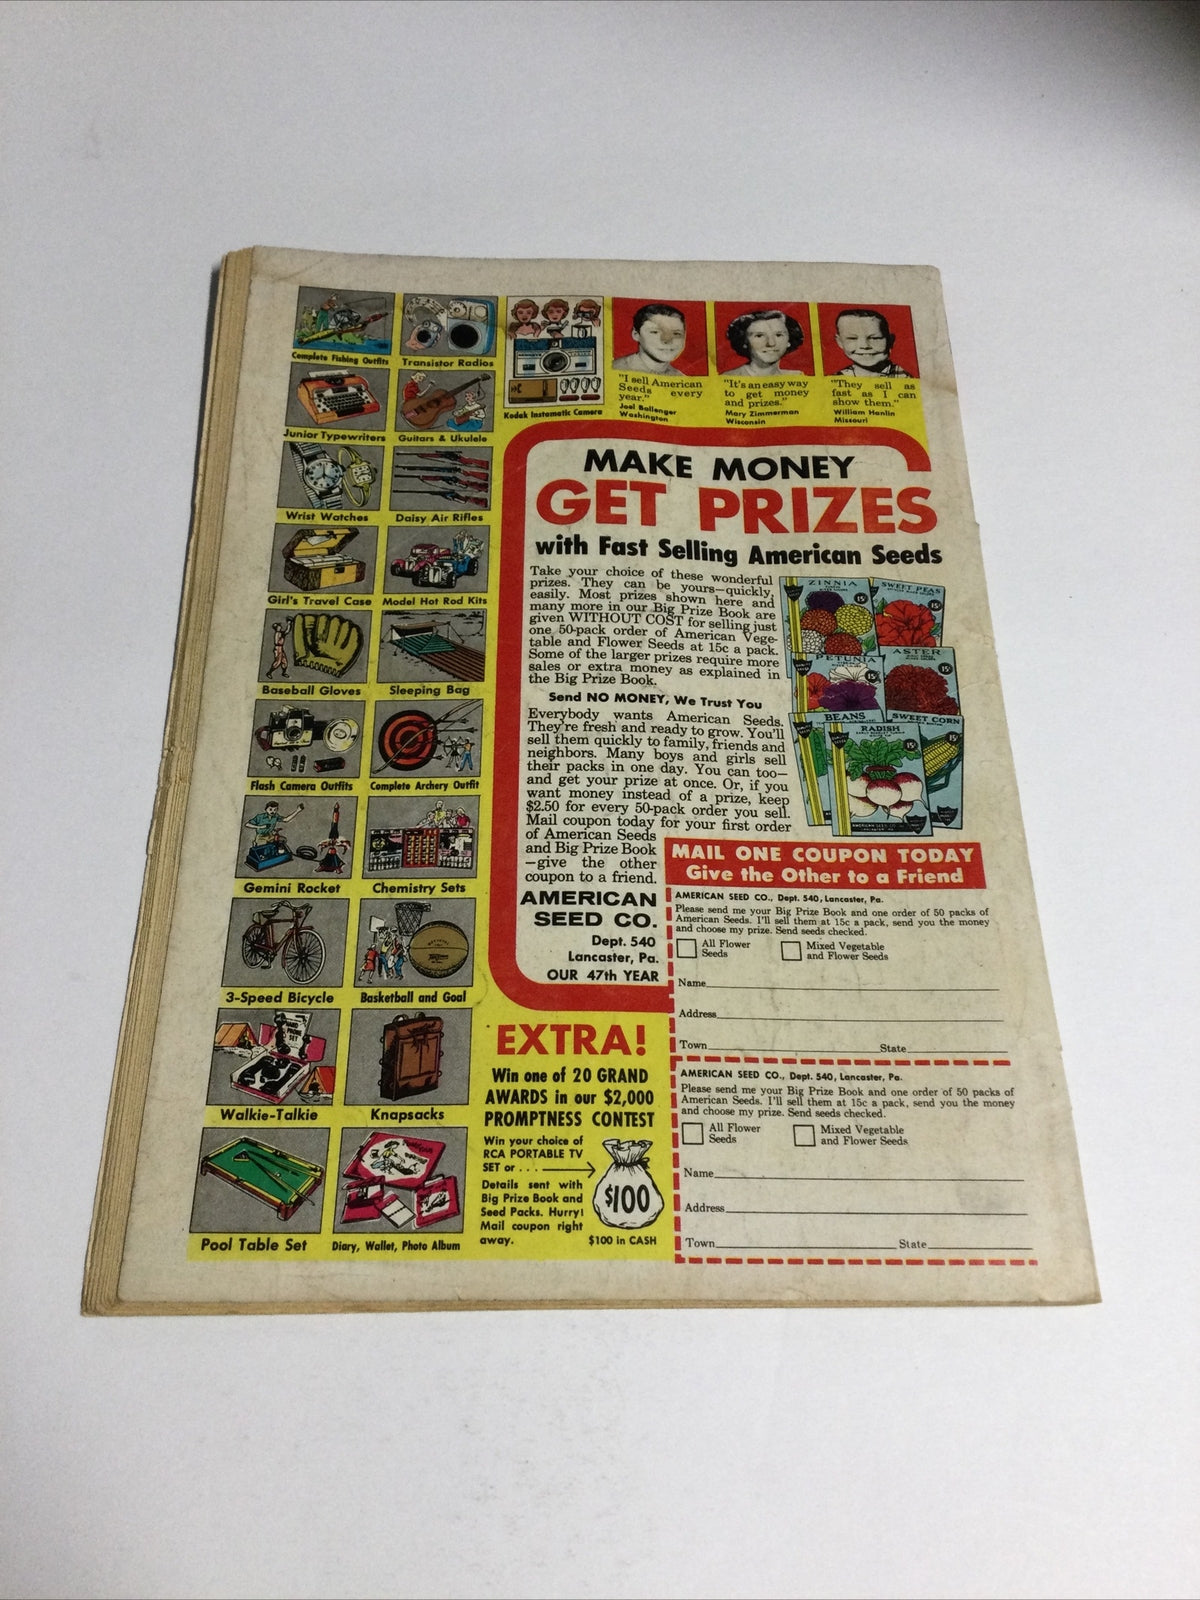 Complete Fishing Outfits
Transistor Radios
Kodak Instamatic Camera
"I sell American
Seeds every
year."
Joel Ballenger
Washington
"It's an easy way
to get money
and prizes."
Mary Zimmerman
Wisconsin
"They sell as
fast as I can
show them."
William Hanlin
Missouri
Junior Typewriters
Guitars & Ukulele
Wrist Watches
Daisy Air Rifles
Girl's Travel Case
Model Hot Rod Kits
Baseball Gloves
Sleeping Bag
Flash Camera Outfits
Complete Archery Outfit
Gemini Rocket
Chemistry Sets
3-Speed Bicycle
Basketball and Goal
Walkie-Talkie
Knapsacks
Pool Table Set
Diary, Wallet, Photo Album
MAKE MONEY
GET PRIZES
with Fast Selling American Seeds
Take your choice of these wonderful
prizes. They can be yours—quickly,
easily. Most prizes shown here and
many more in our Big Prize Book are
given WITHOUT COST for selling just
one 50-pack order of American Vege-
table and Flower Seeds at 15c a pack.
Some of the larger prizes require more
sales or extra money as explained in
the Big Prize Book.
Send NO MONEY, We Trust You
Everybody wants American Seeds.
They're fresh and ready to grow. You'll
sell them quickly to family, friends and
neighbors. Many boys and girls sell
their packs in one day. You can too—
and get your prize at once. Or, if you
want money instead of a prize, keep
$2.50 for every 50-pack order you sell.
Mail coupon today for your first order
of American Seeds
and Big Prize Book
—give the other
coupon to a friend.
AMERICAN
SEED CO.
Dept. 540
Lancaster, Pa.
OUR 47th YEAR
ZINNIA
15¢
SWEET PEAS
15¢
PETUNIA
15¢
ASTER
15¢
BEANS
SWEET CORN
15¢
RADISH
15¢
AMERICAN SEED CO.
MAIL ONE COUPON TODAY
Give the Other to a Friend
AMERICAN SEED CO., Dept. 540, Lancaster, Pa.
Please send me your Big Prize Book and one order of 50 packs of
American Seeds. I'll sell them at 15c a pack, send you the money
and choose my prize. Send seeds checked.
All Flower
Seeds
Mixed Vegetable
and Flower Seeds
Name
Address
Town State
AMERICAN SEED CO., Dept. 540, Lancaster, Pa.
Please send me your Big Prize Book and one order of 50 packs of
American Seeds. I'll sell them at 15c a pack, send you the money
and choose my prize. Send seeds checked.
All Flower
Seeds
Mixed Vegetable
and Flower Seeds
Name
Address
Town State
EXTRA!
Win one of 20 GRAND
AWARDS in our $2,000
PROMPTNESS CONTEST
Win your choice of
RCA PORTABLE TV
SET or . . .
Details sent with
Big Prize Book and
Seed Packs. Hurry!
Mail coupon right
away.
$100
$100 in CASH